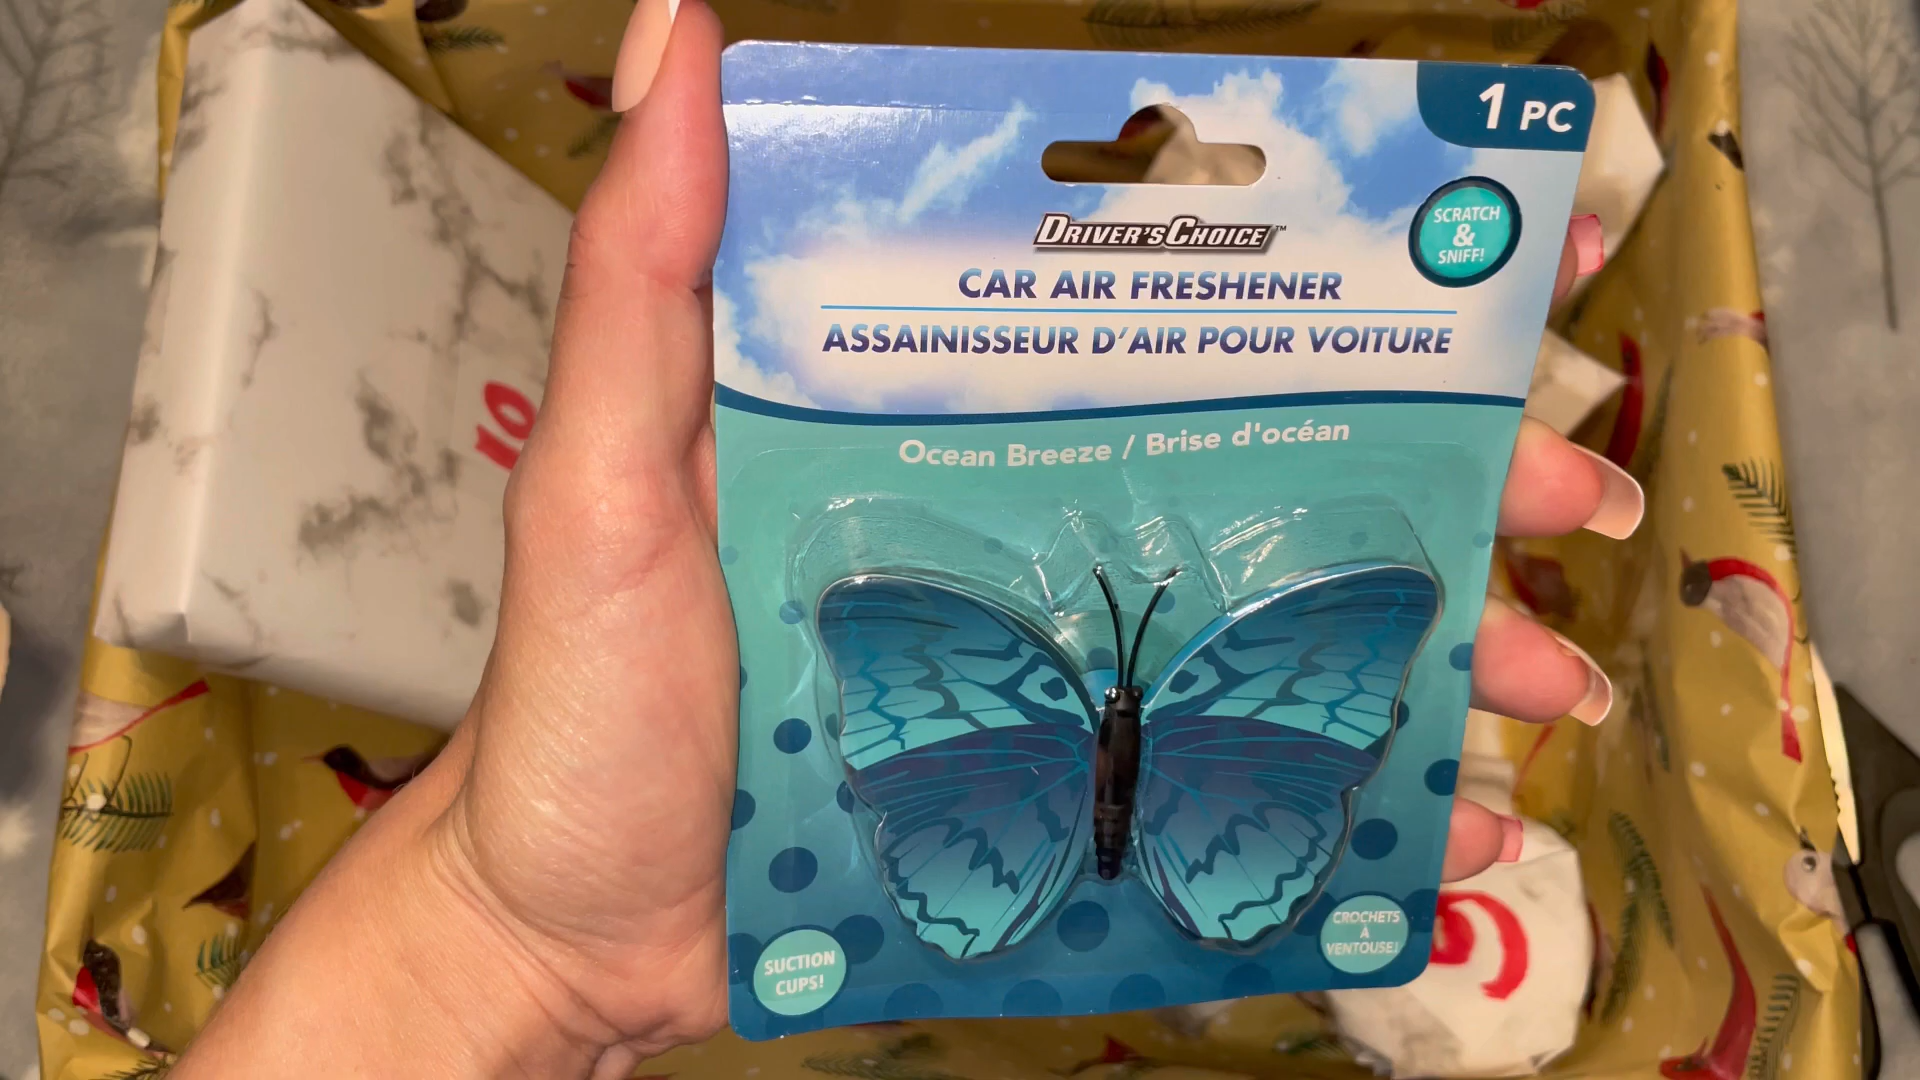 1 PC
SCRATCH
&
SNIFF!
DRIVER'S CHOICE™
CAR AIR FRESHENER
ASSAINISSEUR D'AIR POUR VOITURE
Ocean Breeze / Brise d'océan
10
SUCTION
CUPS!
CROCHETS
À
VENTOUSE!